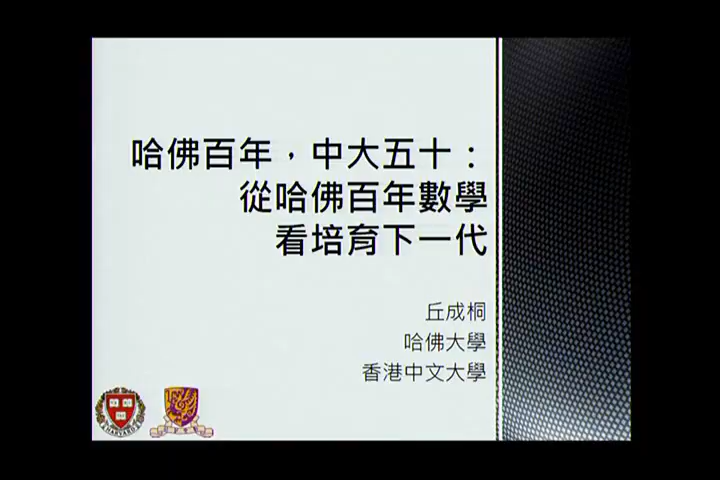 哈佛百年，中大五十：
從哈佛百年數學
看培育下一代
丘成桐
哈佛大學
香港中文大學
HARVARD